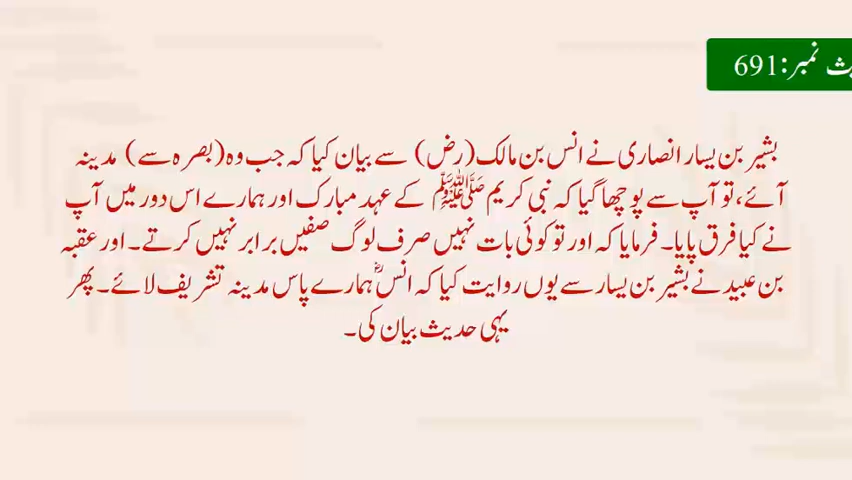 ث نمبر:691
بشیر بن یسار انصاری نے انس بن مالک(رض) سے بیان کیا کہ جب وہ(بصرہ سے) مدینہ
آئے، تو آپ سے پوچھا گیا کہ نبی کریم ﷺ کے عہد مبارک اور ہمارے اس دور میں آپ
نے کیا فرق پایا۔ فرمایا کہ اور تو کوئی بات نہیں صرف لوگ صفیں برابر نہیں کرتے۔ اور عقبہ
بن عبید نے بشیر بن یسار سے یوں روایت کیا کہ انسؓ ہمارے پاس مدینہ تشریف لائے۔ پھر
یہی حدیث بیان کی۔